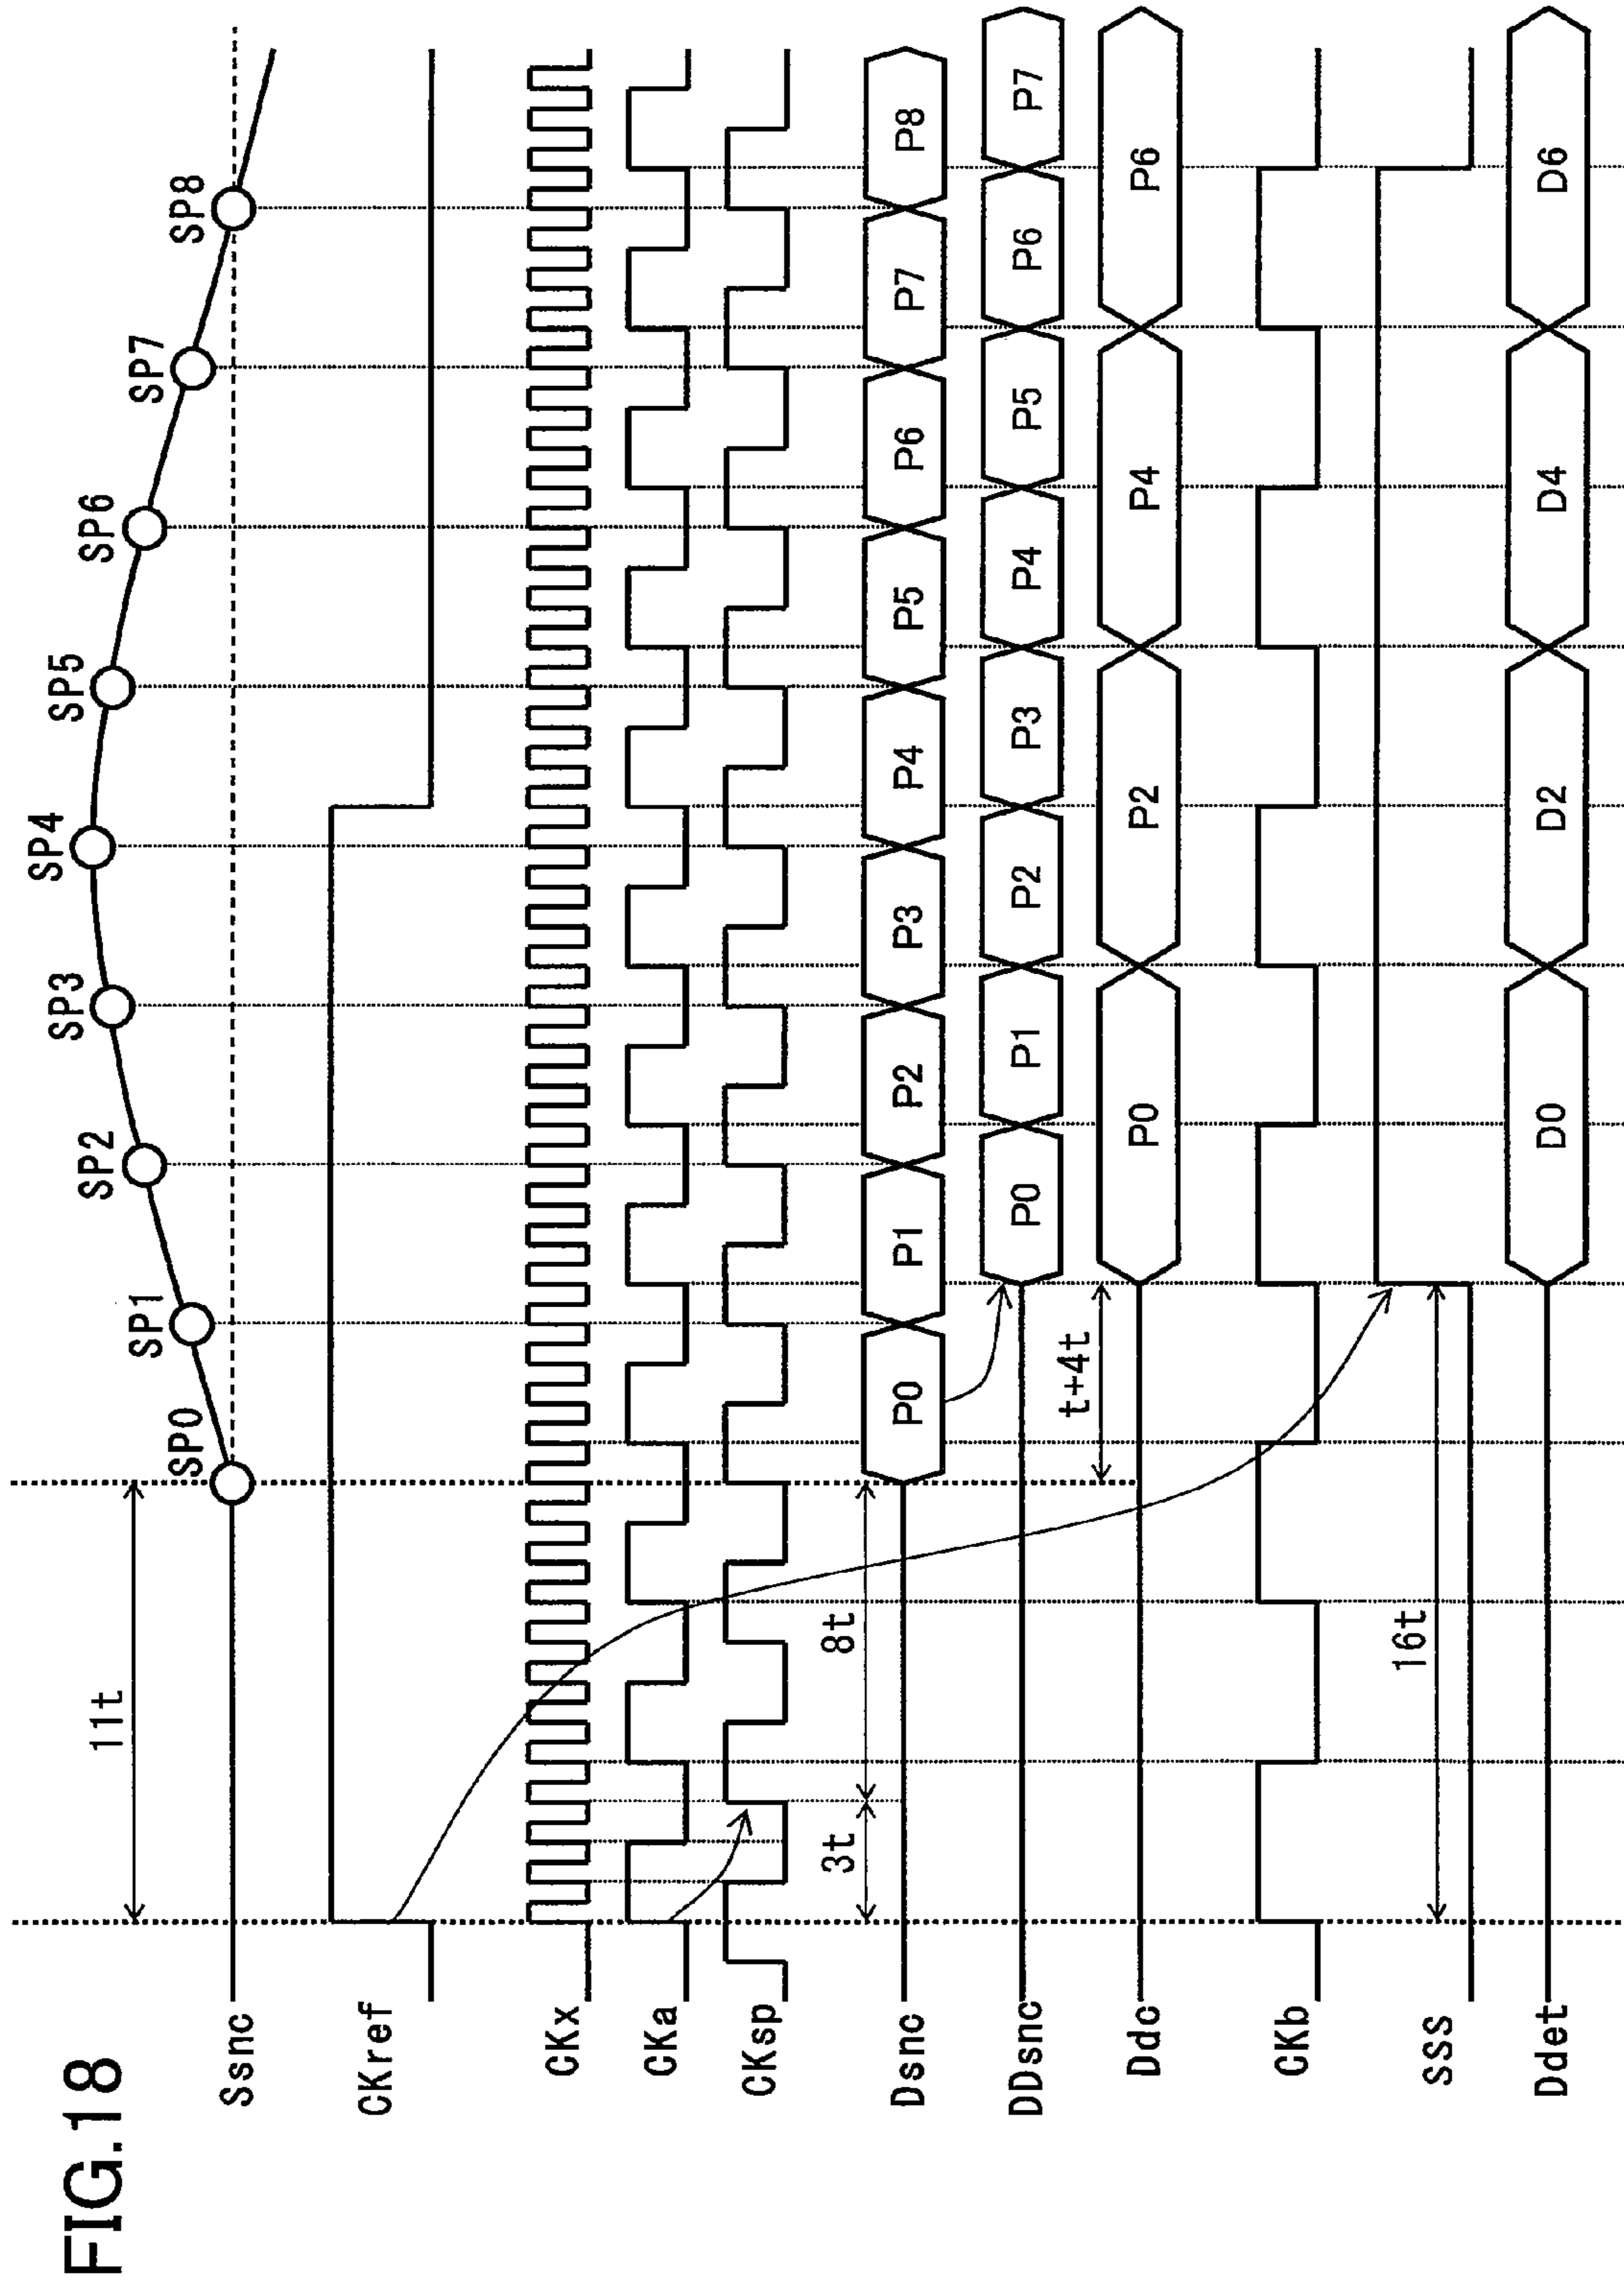 FIG.18
11t
SP0 SP1 SP2 SP3 SP4 SP5 SP6 SP7 SP8
Ssnc
CKref
CKx
CKa
CKsp
3t 8t
Dsnc P0 P1 P2 P3 P4 P5 P6 P7 P8
DDsnc P0 P1 P2 P3 P4 P5 P6 P7
t+4t
Ddc P0 P2 P4 P6
CKb
16t
SSS
Ddet D0 D2 D4 D6